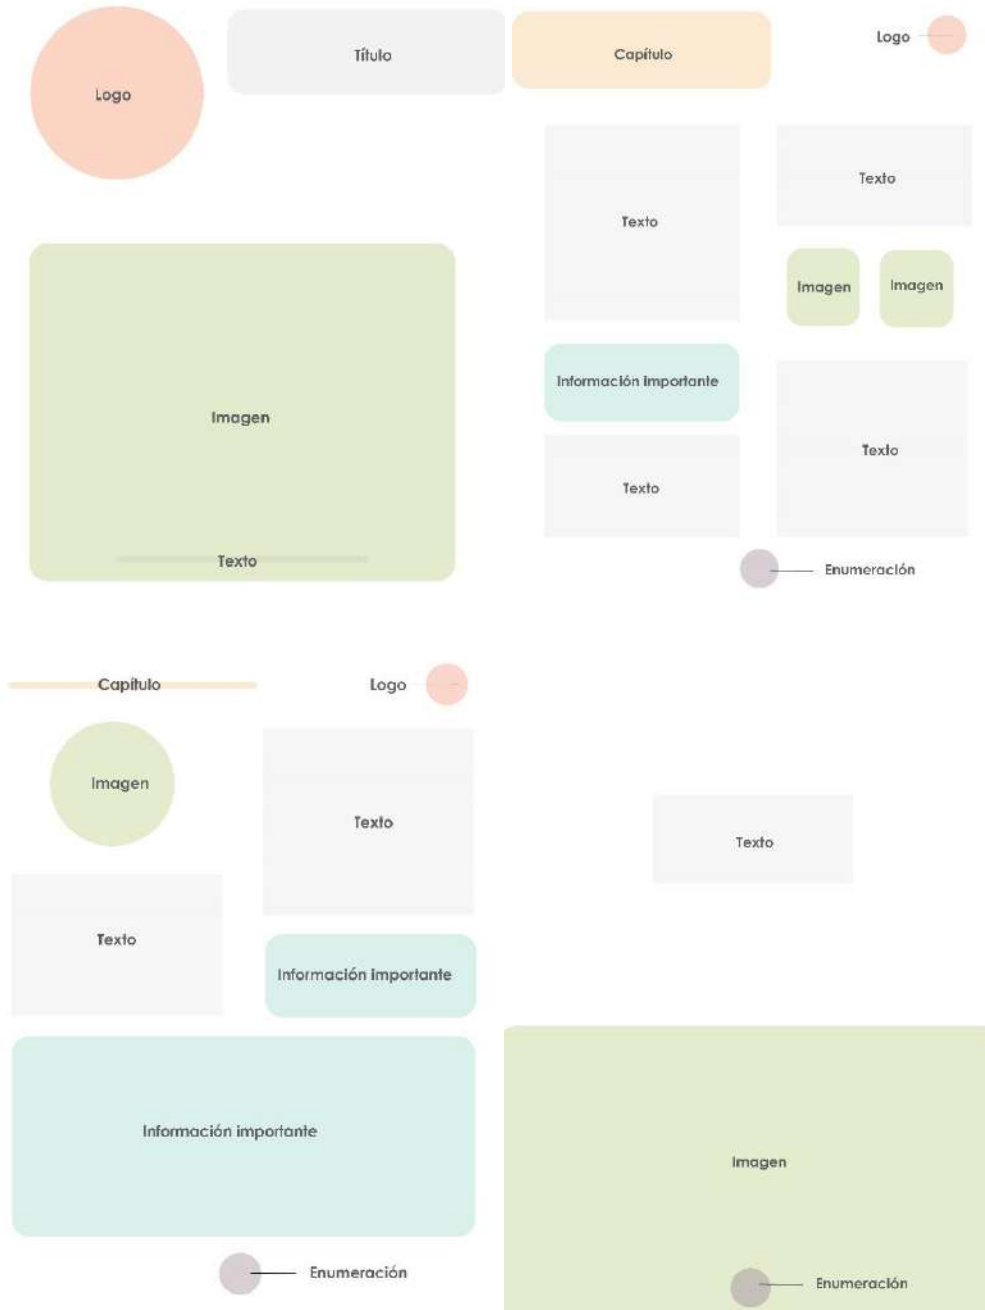 Logo
Título
Imagen
Texto
Capítulo
Logo
Texto
Información importante
Texto
Texto
Imagen
Imagen
Texto
Enumeración
Capítulo
Logo
Imagen
Texto
Texto
Información importante
Información importante
Enumeración
Texto
Imagen
Enumeración